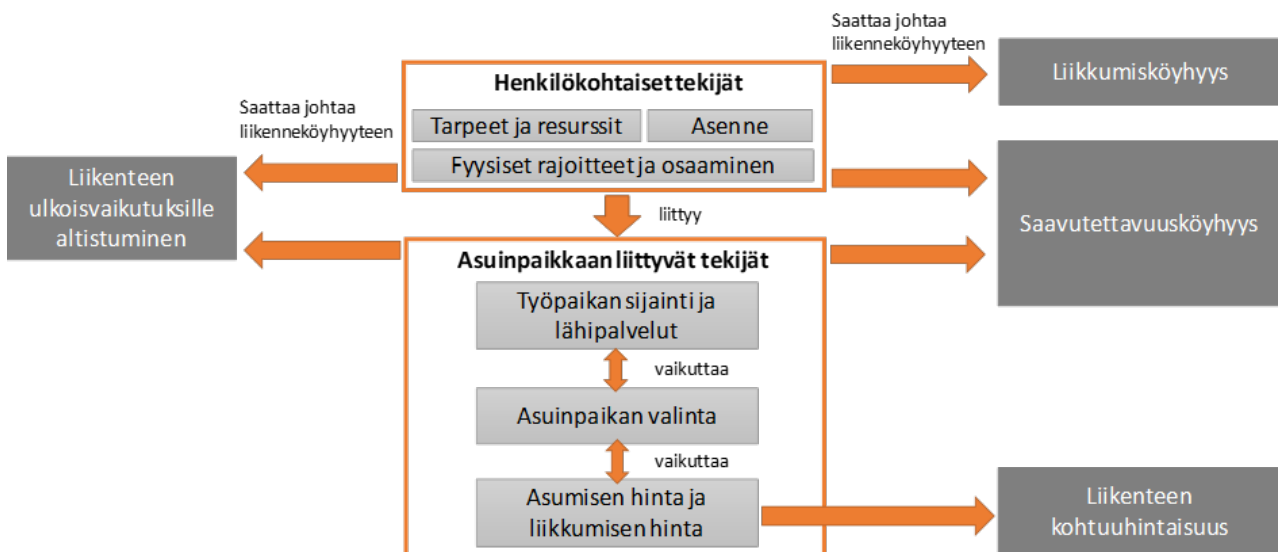 Saattaa johtaa
liikenneköyhyyteen
Liikkumisköyhyys
Henkilökohtaiset tekijät
Tarpeet ja resurssit
Asenne
Fyysiset rajoitteet ja osaaminen
Saattaa johtaa
liikenneköyhyyteen
Liikenteen
ulkoisvaikutuksille
altistuminen
Saavutettavuusköyhyys
liittyy
Asuinpaikkaan liittyvät tekijät
Työpaikan sijainti ja
lähipalvelut
vaikuttaa
Asuinpaikan valinta
vaikuttaa
Asumisen hinta ja
liikkumisen hinta
Liikenteen
kohtuuhintaisuus